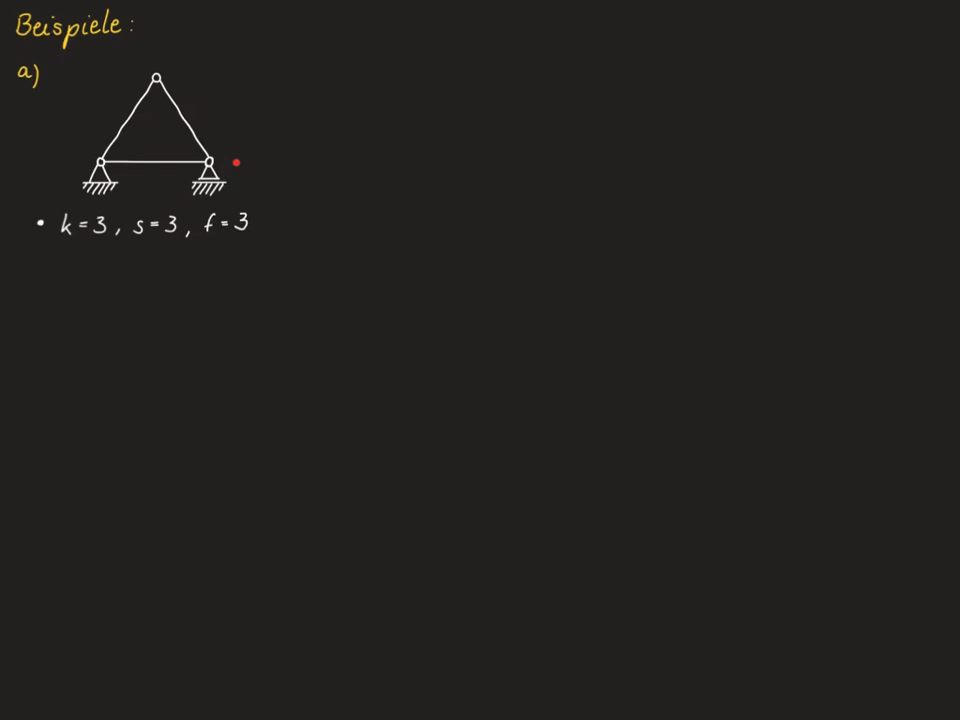 Beispiele:
a)
• k = 3, s = 3, f = 3